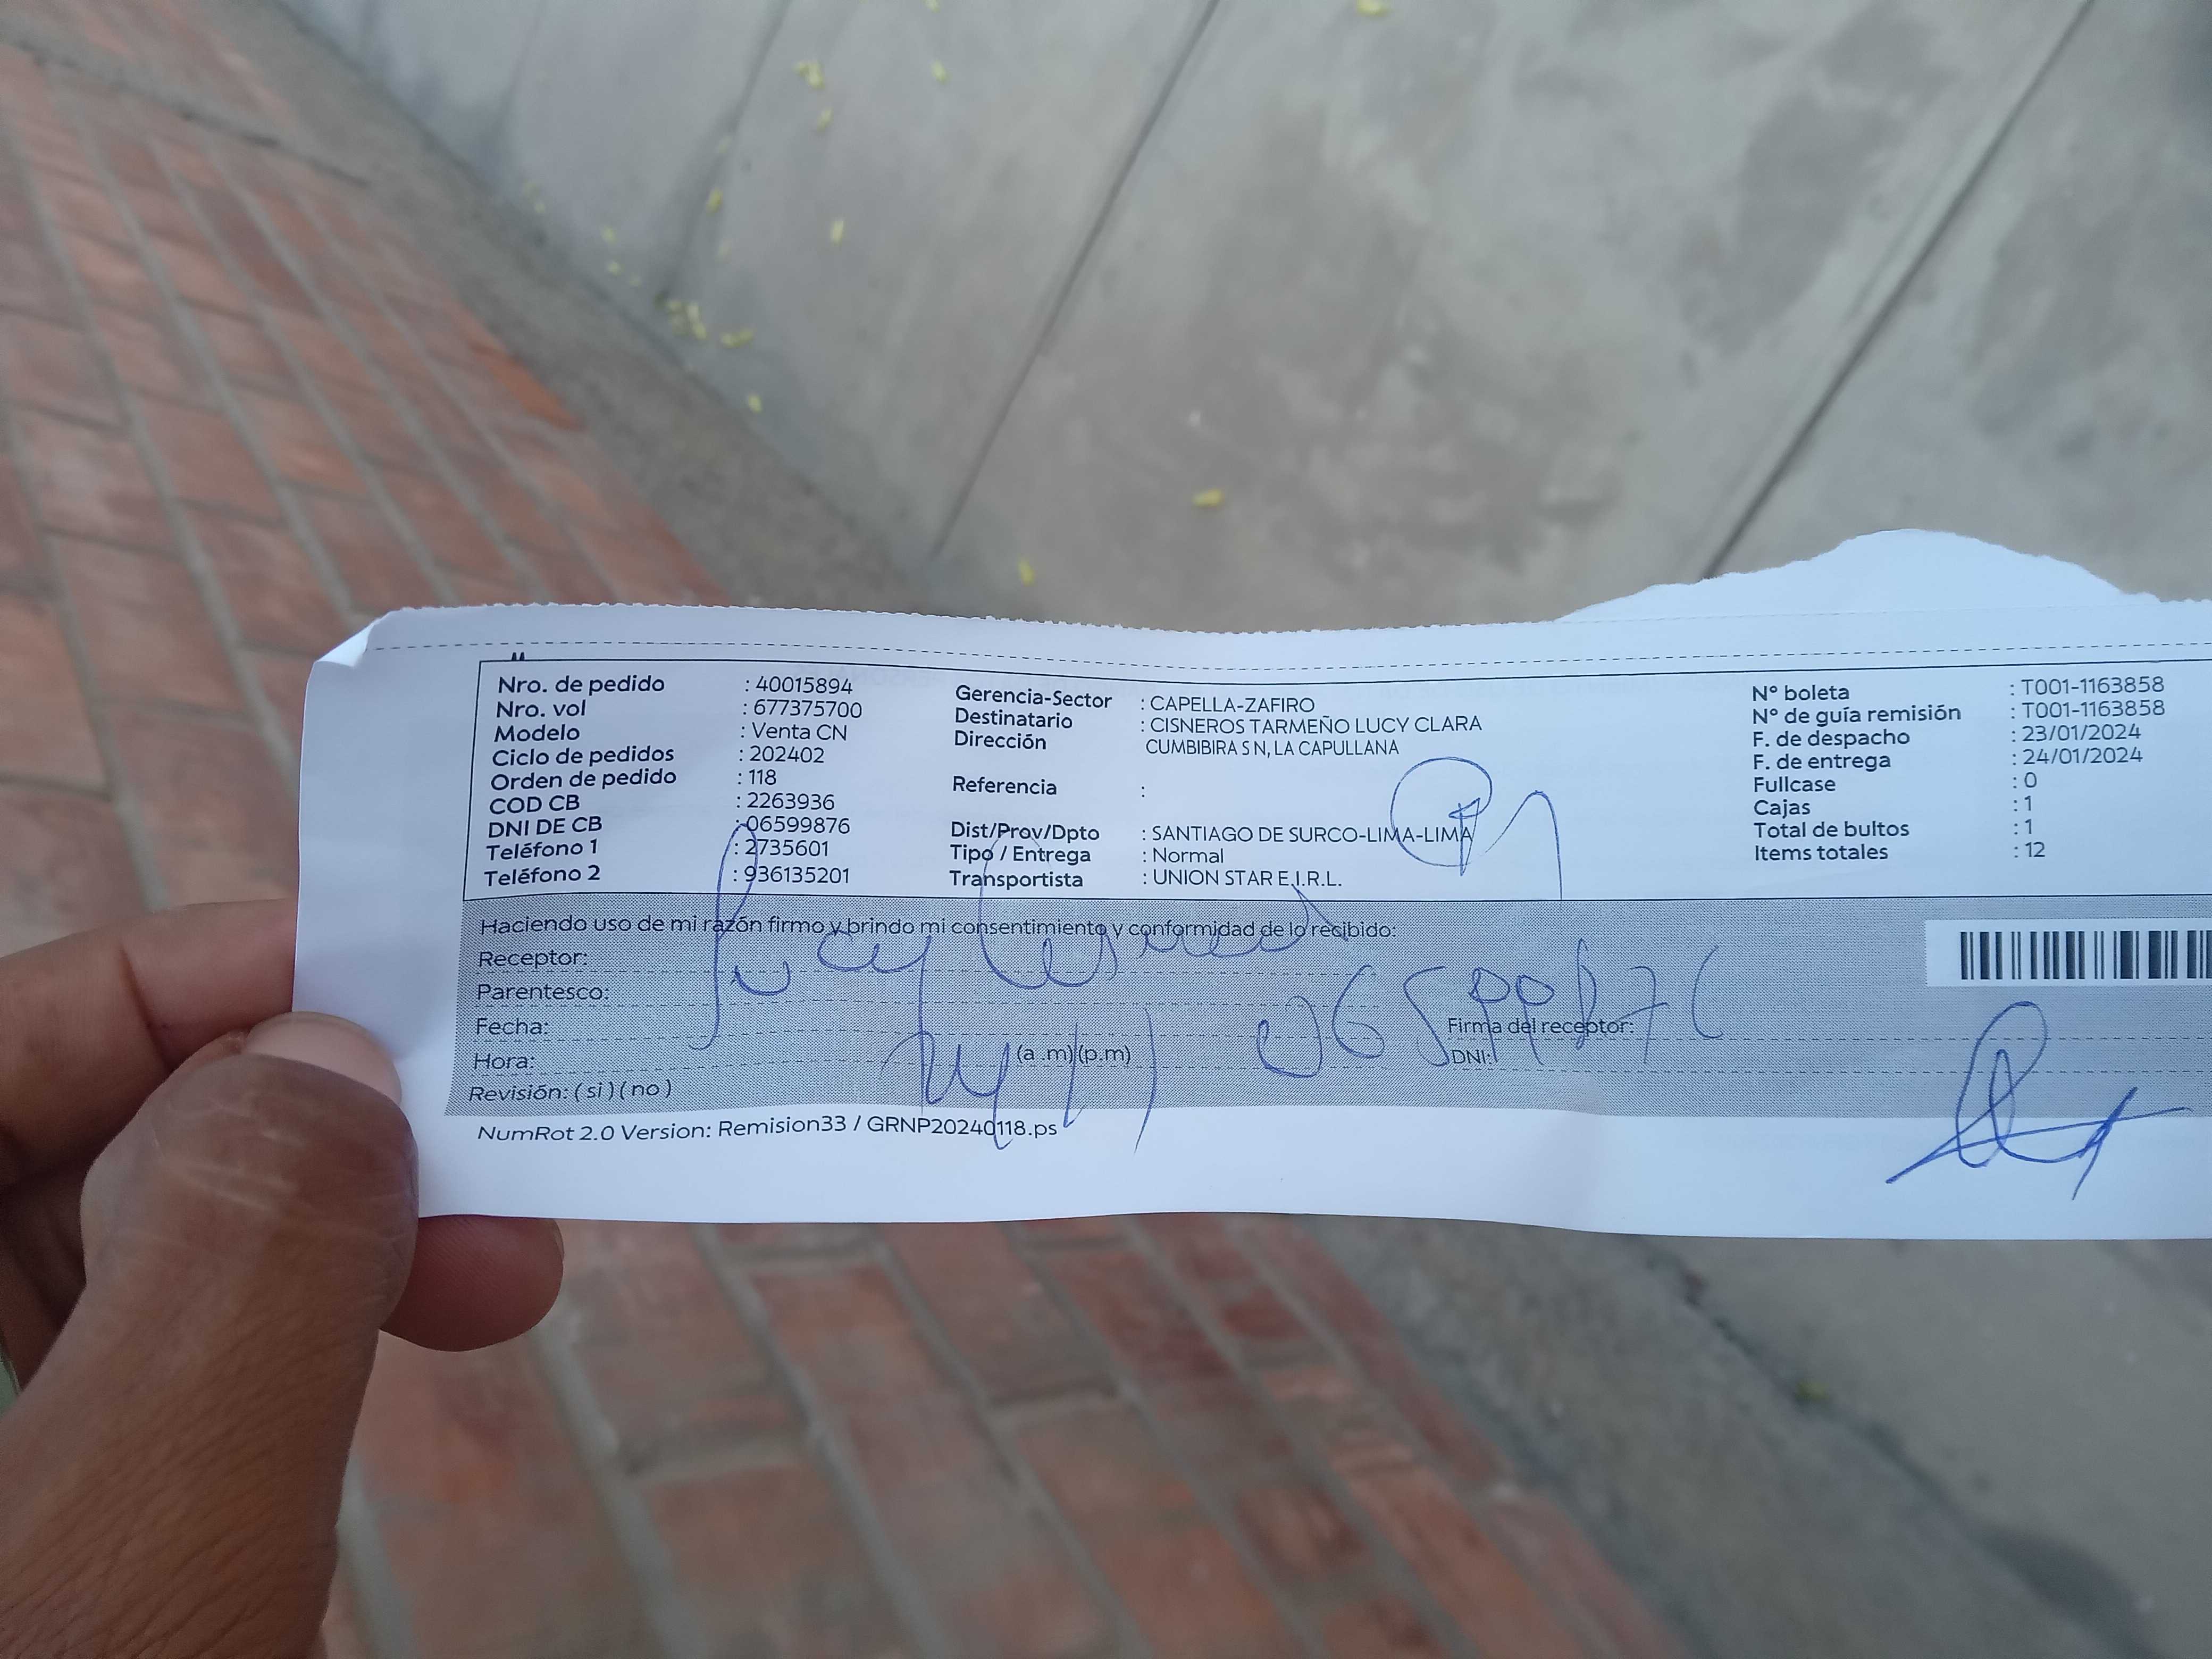 Nro. de pedido : 40015894
Nro. vol : 677375700
Modelo : Venta CN
Ciclo de pedidos : 202402
Orden de pedido : 118
COD CB : 2263936
DNI DE CB : 06599876
Teléfono 1 : 2735601
Teléfono 2 : 936135201
Gerencia-Sector : CAPELLA-ZAFIRO
Destinatario : CISNEROS TARMEÑO LUCY CLARA
Dirección CUMBIBIRA S N, LA CAPULLANA
Referencia :
Dist/Prov/Dpto : SANTIAGO DE SURCO-LIMA-LIMA
Tipo / Entrega : Normal
Transportista : UNION STAR E.I.R.L.
N° boleta : T001-1163858
N° de guía remisión : T001-1163858
F. de despacho : 23/01/2024
F. de entrega : 24/01/2024
Fullcase : 0
Cajas : 1
Total de bultos : 1
Items totales : 12
Haciendo uso de mi razón firmo y brindo mi consentimiento y conformidad de lo recibido:
Receptor: Lucy Cisneros
Parentesco:
06599876
Fecha:
Firma del receptor:
Hora: (a .m) (p.m)
DNI:
Revisión: ( si ) ( no )
NumRot 2.0 Version: Remision33 / GRNP20240118.ps